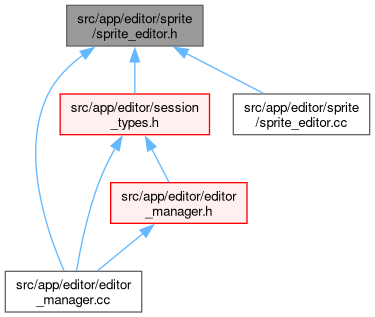 src/app/editor/sprite
/sprite_editor.h
src/app/editor/session
_types.h
src/app/editor/sprite
/sprite_editor.cc
src/app/editor/editor
_manager.h
src/app/editor/editor
_manager.cc